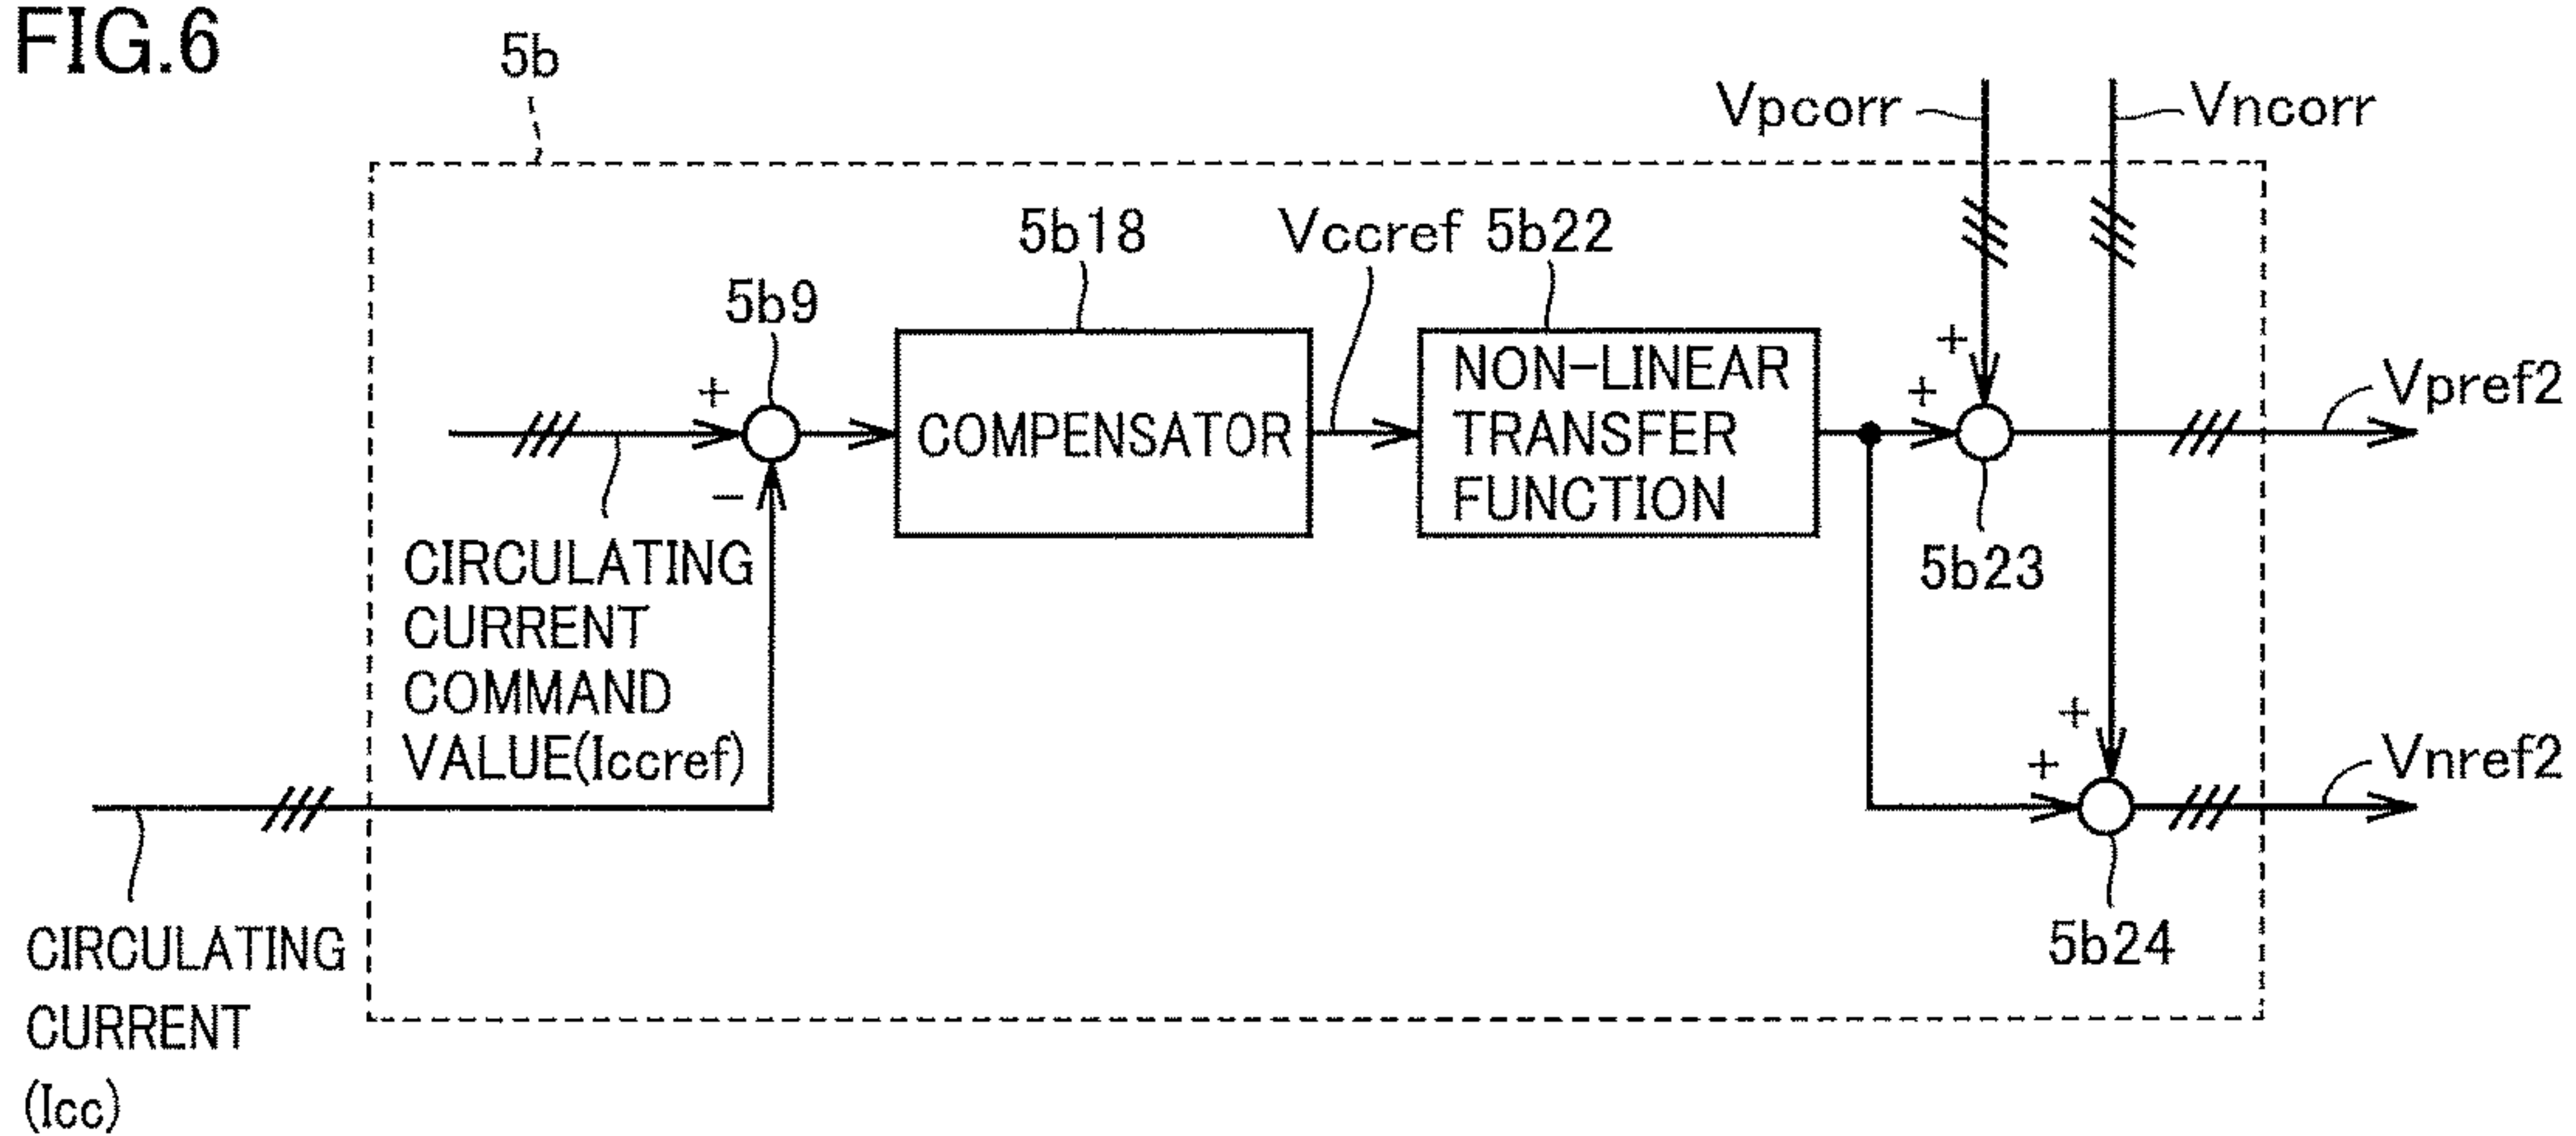 FIG.6
5b
Vpcorr
Vncorr
5b18
Vccref
5b22
5b9
+
-
COMPENSATOR
NON-LINEAR
TRANSFER
FUNCTION
+
+
Vpref2
5b23
CIRCULATING
CURRENT
COMMAND
VALUE(Iccref)
+
+
Vnref2
5b24
CIRCULATING
CURRENT
(Icc)